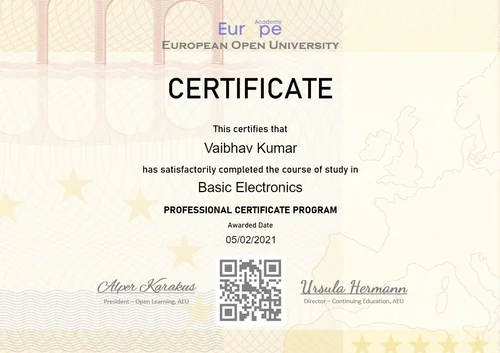 Academy
Europe
EUROPEAN OPEN UNIVERSITY
CERTIFICATE
This certifies that
Vaibhav Kumar
has satisfactorily completed the course of study in
Basic Electronics
PROFESSIONAL CERTIFICATE PROGRAM
Awarded Date
05/02/2021
Alper Karakus
President – Open Learning, AEU
Ursula Hermann
Director – Continuing Education, AEU